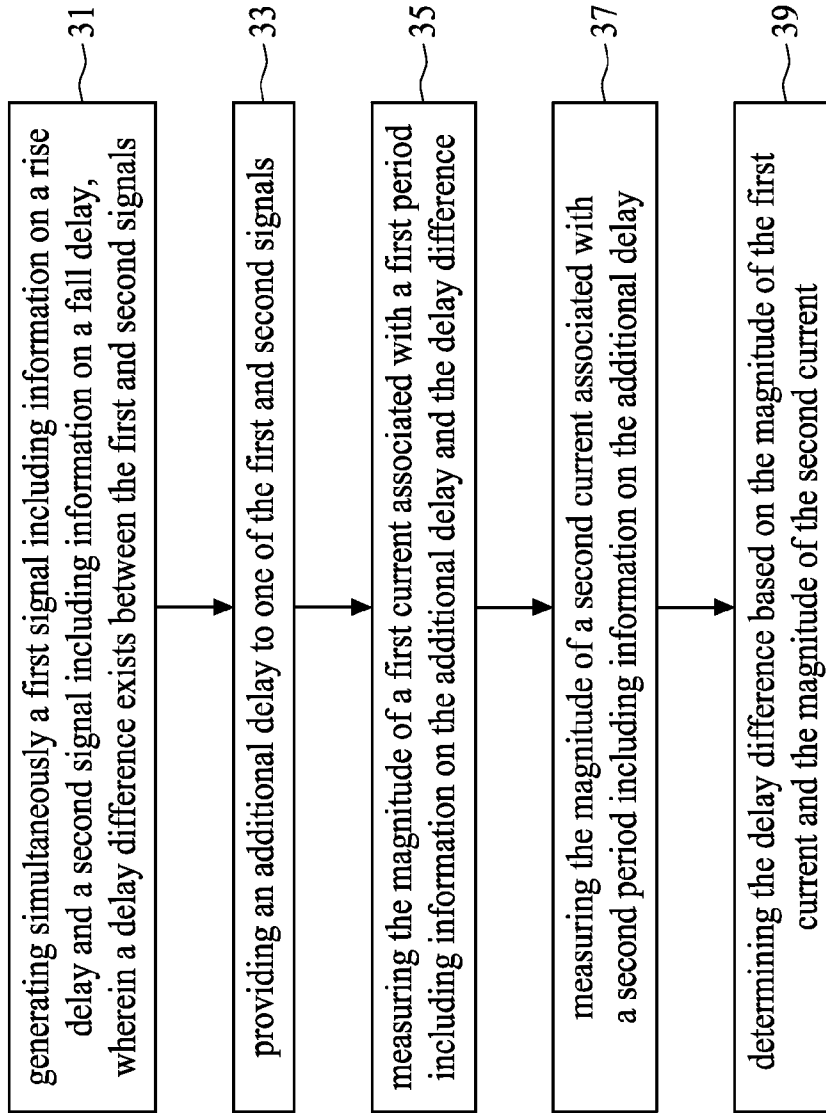 generating simultaneously a first signal including information on a rise
delay and a second signal including information on a fall delay,
wherein a delay difference exists between the first and second signals
31
providing an additional delay to one of the first and second signals
33
measuring the magnitude of a first current associated with a first period
including information on the additional delay and the delay difference
35
measuring the magnitude of a second current associated with
a second period including information on the additional delay
37
determining the delay difference based on the magnitude of the first
current and the magnitude of the second current
39